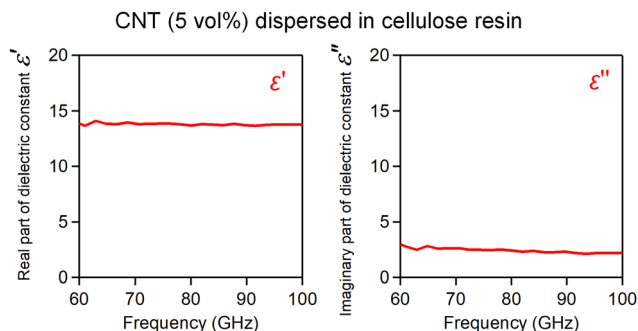 CNT (5 vol%) dispersed in cellulose resin
Real part of dielectric constant ε'
20
15
10
5
0
ε'
60
70
80
90
100
Frequency (GHz)
Imaginary part of dielectric constant ε"
20
15
10
5
0
ε"
60
70
80
90
100
Frequency (GHz)